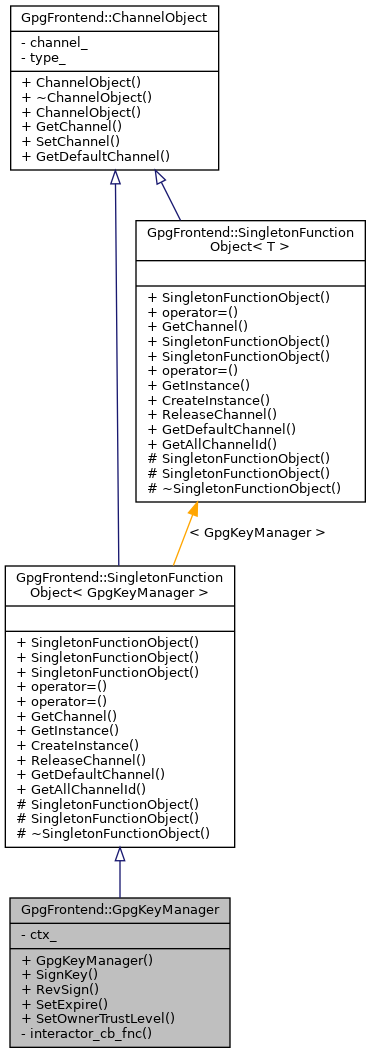 GpgFrontend::ChannelObject
- channel_
- type_
+ ChannelObject()
+ ~ChannelObject()
+ ChannelObject()
+ GetChannel()
+ SetChannel()
+ GetDefaultChannel()
GpgFrontend::SingletonFunction
Object< T >
+ SingletonFunctionObject()
+ operator=()
+ GetChannel()
+ SingletonFunctionObject()
+ SingletonFunctionObject()
+ operator=()
+ GetInstance()
+ CreateInstance()
+ ReleaseChannel()
+ GetDefaultChannel()
+ GetAllChannelId()
# SingletonFunctionObject()
# SingletonFunctionObject()
# ~SingletonFunctionObject()
< GpgKeyManager >
GpgFrontend::SingletonFunction
Object< GpgKeyManager >
+ SingletonFunctionObject()
+ SingletonFunctionObject()
+ SingletonFunctionObject()
+ operator=()
+ operator=()
+ GetChannel()
+ GetInstance()
+ CreateInstance()
+ ReleaseChannel()
+ GetDefaultChannel()
+ GetAllChannelId()
# SingletonFunctionObject()
# SingletonFunctionObject()
# ~SingletonFunctionObject()
GpgFrontend::GpgKeyManager
- ctx_
+ GpgKeyManager()
+ SignKey()
+ RevSign()
+ SetExpire()
+ SetOwnerTrustLevel()
- interactor_cb_fnc()